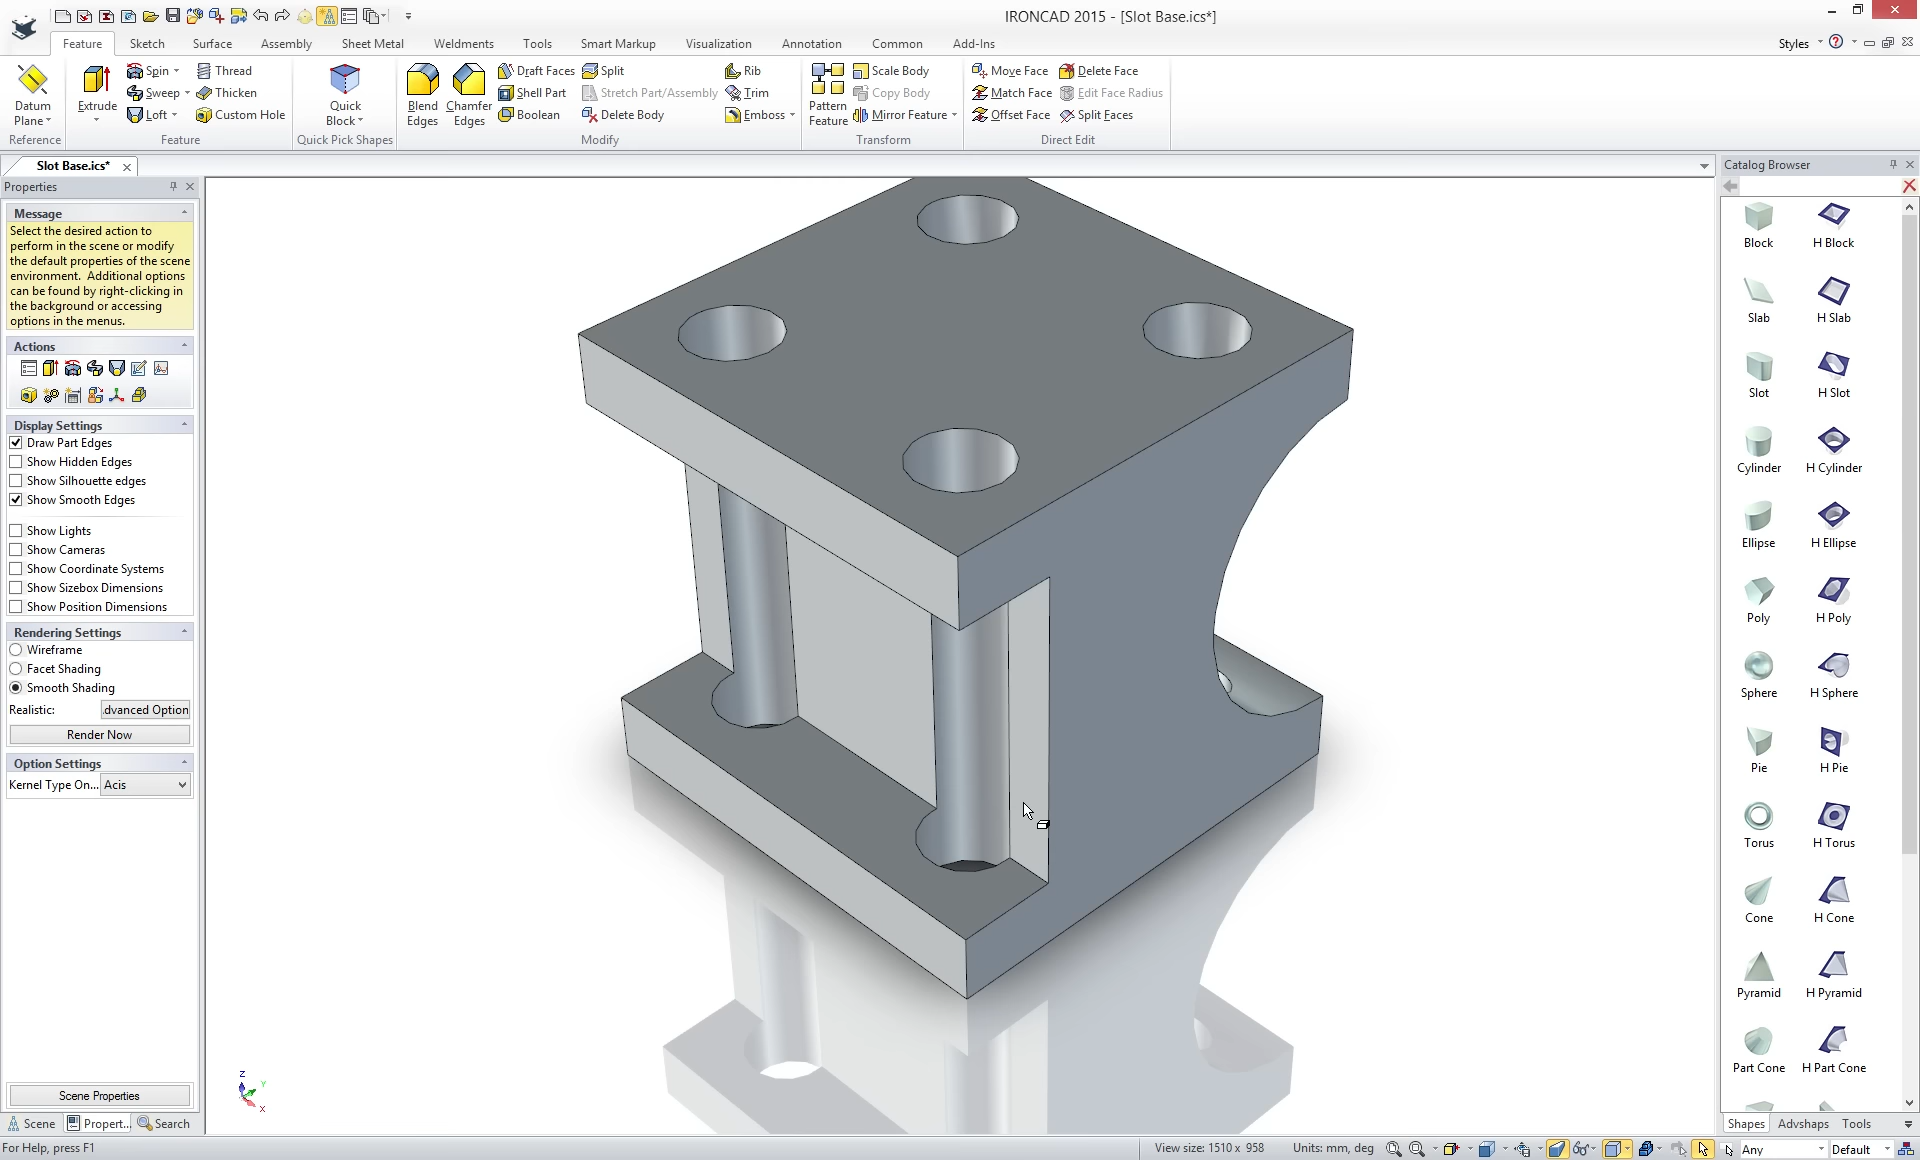 IRONCAD 2015 - [Slot Base.ics*]
Feature Sketch Surface Assembly Sheet Metal Weldments Tools Smart Markup Visualization Annotation Common Add-Ins Styles
Datum Plane
Reference
Extrude
Spin
Sweep
Loft
Thread
Thicken
Custom Hole
Feature
Quick Block
Quick Pick Shapes
Blend Edges
Chamfer Edges
Draft Faces
Shell Part
Boolean
Split
Stretch Part/Assembly
Delete Body
Rib
Trim
Emboss
Modify
Pattern Feature
Scale Body
Copy Body
Mirror Feature
Transform
Move Face
Match Face
Offset Face
Delete Face
Edit Face Radius
Split Faces
Direct Edit
Slot Base.ics*
Properties
Message
Select the desired action to
perform in the scene or modify
the default properties of the scene
environment. Additional options
can be found by right-clicking in
the background or accessing
options in the menus.
Actions
Display Settings
Draw Part Edges
Show Hidden Edges
Show Silhouette edges
Show Smooth Edges
Show Lights
Show Cameras
Show Coordinate Systems
Show Sizebox Dimensions
Show Position Dimensions
Rendering Settings
Wireframe
Facet Shading
Smooth Shading
Realistic: dvanced Option
Render Now
Option Settings
Kernel Type On... Acis
Scene Properties
Scene Propert... Search
Z
Y
X
Catalog Browser
Block H Block
Slab H Slab
Slot H Slot
Cylinder H Cylinder
Ellipse H Ellipse
Poly H Poly
Sphere H Sphere
Pie H Pie
Torus H Torus
Cone H Cone
Pyramid H Pyramid
Part Cone H Part Cone
Shapes Advshaps Tools
For Help, press F1
View size: 1510 x 958
Units: mm, deg
Any
Default